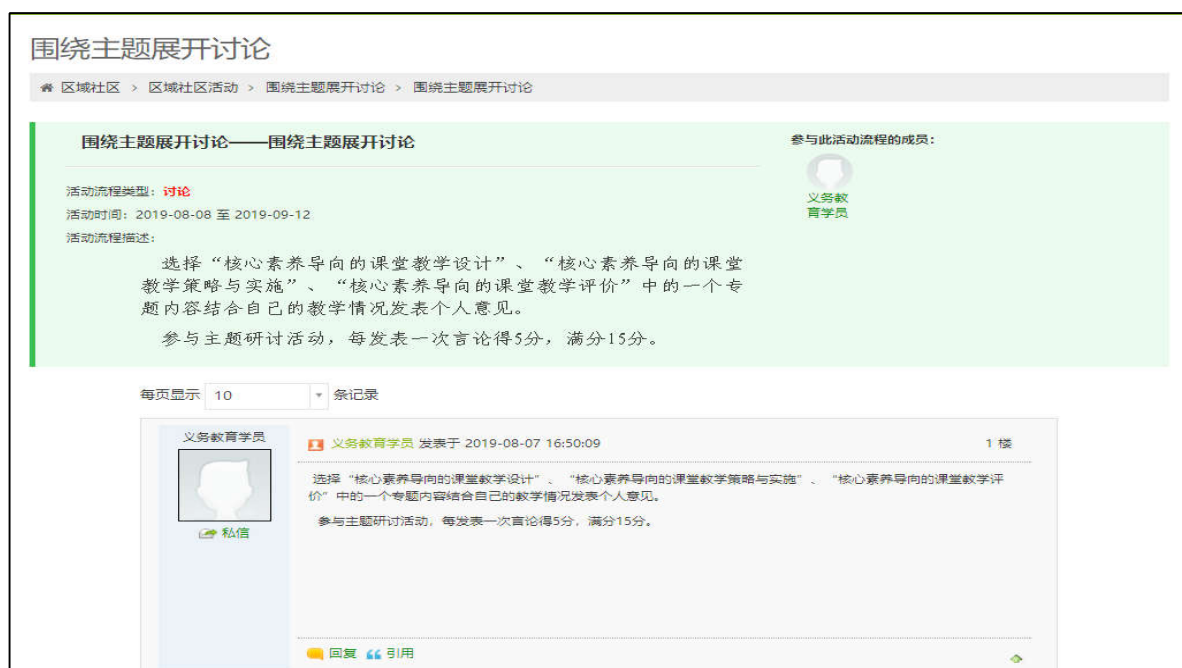 围绕主题展开讨论
区域社区 > 区域社区活动 > 围绕主题展开讨论 > 围绕主题展开讨论
围绕主题展开讨论——围绕主题展开讨论
参与此活动流程的成员:
义务教
育学员
活动流程类型: 讨论
活动时间: 2019-08-08 至 2019-09-12
活动流程描述:
选择“核心素养导向的课堂教学设计”、“核心素养导向的课堂
教学策略与实施”、“核心素养导向的课堂教学评价”中的一个专
题内容结合自己的教学情况发表个人意见。
参与主题研讨活动，每发表一次言论得5分，满分15分。
每页显示 10 条记录
义务教育学员
私信
义务教育学员 发表于 2019-08-07 16:50:09 1 楼
选择“核心素养导向的课堂教学设计”、“核心素养导向的课堂教学策略与实施”、“核心素养导向的课堂教学评
价”中的一个专题内容结合自己的教学情况发表个人意见。
参与主题研讨活动，每发表一次言论得5分，满分15分。
回复 引用